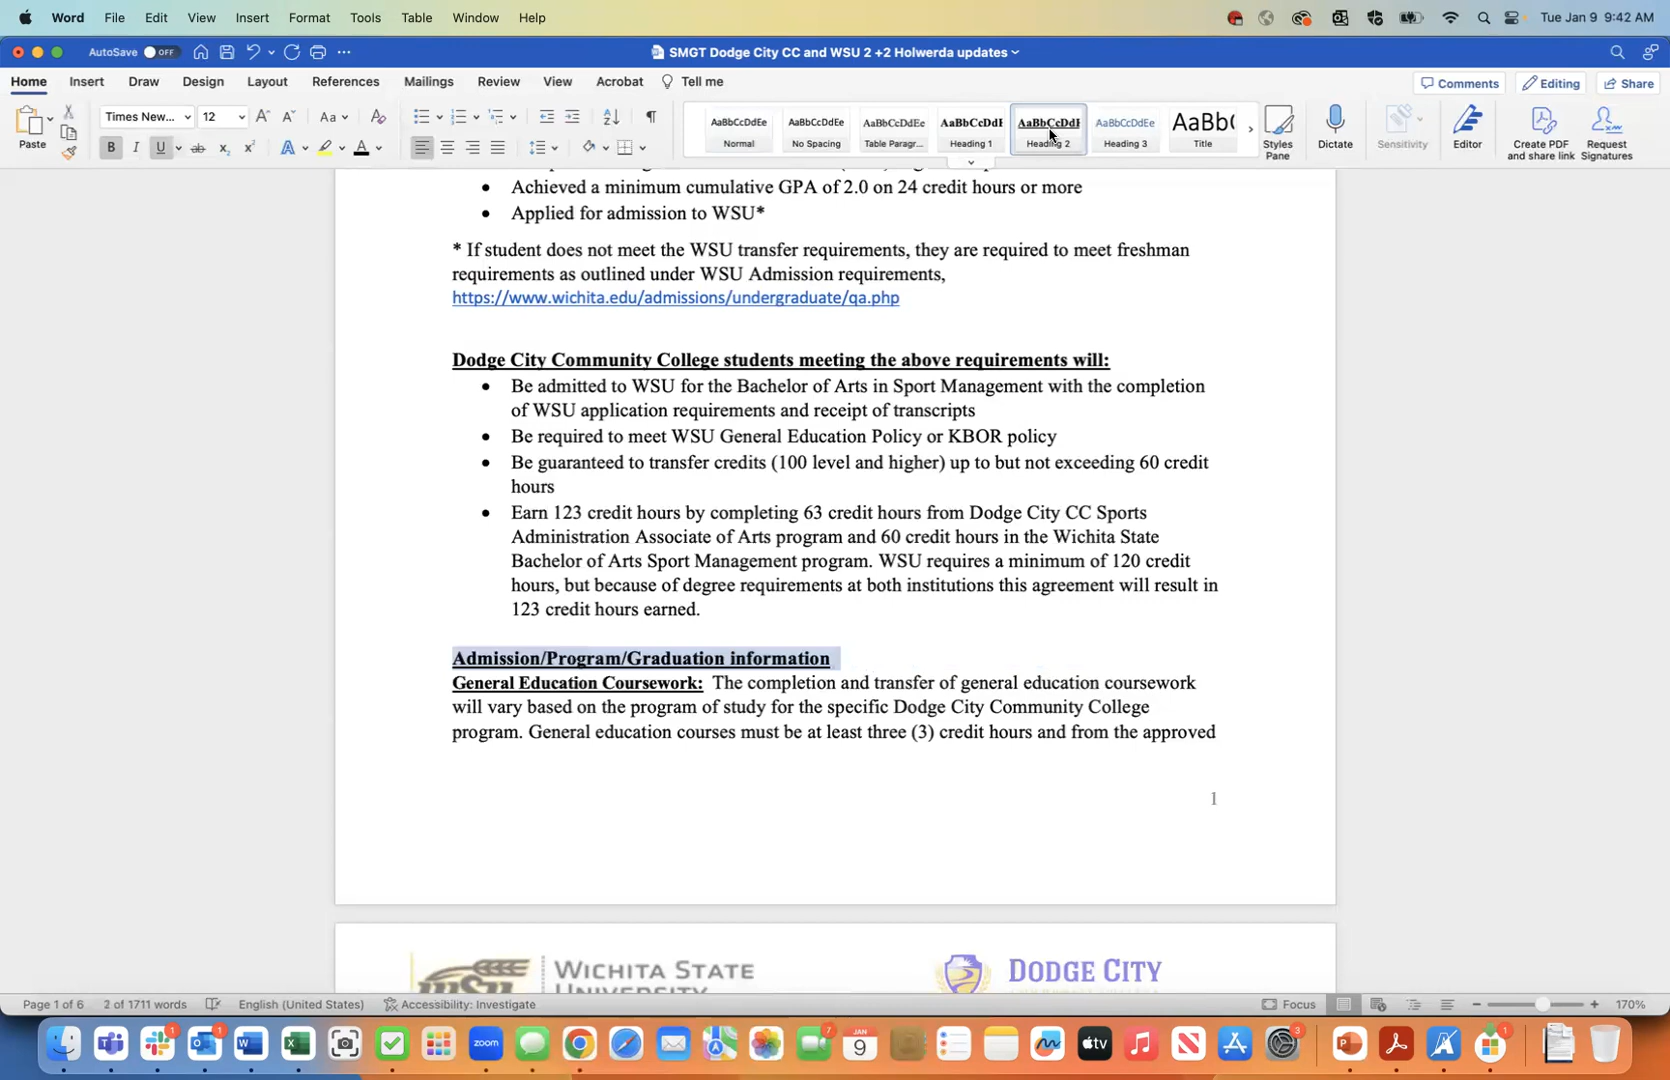 Word File Edit View Insert Format Tools Table Window Help Tue Jan 9 9:42 AM
AutoSave OFF SMGT Dodge City CC and WSU 2 +2 Holwerda updates
Home Insert Draw Design Layout References Mailings Review View Acrobat Tell me Comments Editing Share
Times New... 12 Aa
AaBbCcDdEe AaBbCcDdEe AaBbCcDdEe AaBbCcDdE AaBbCcDdE AaBbCcDdEe AaBb(
Paste Normal No Spacing Table Paragr... Heading 1 Heading 2 Heading 3 Title Styles Pane Dictate Sensitivity Editor Create PDF and share link Request Signatures
• Achieved a minimum cumulative GPA of 2.0 on 24 credit hours or more
• Applied for admission to WSU*
* If student does not meet the WSU transfer requirements, they are required to meet freshman
requirements as outlined under WSU Admission requirements,
https://www.wichita.edu/admissions/undergraduate/qa.php
Dodge City Community College students meeting the above requirements will:
• Be admitted to WSU for the Bachelor of Arts in Sport Management with the completion
of WSU application requirements and receipt of transcripts
• Be required to meet WSU General Education Policy or KBOR policy
• Be guaranteed to transfer credits (100 level and higher) up to but not exceeding 60 credit
hours
• Earn 123 credit hours by completing 63 credit hours from Dodge City CC Sports
Administration Associate of Arts program and 60 credit hours in the Wichita State
Bachelor of Arts Sport Management program. WSU requires a minimum of 120 credit
hours, but because of degree requirements at both institutions this agreement will result in
123 credit hours earned.
Admission/Program/Graduation information
General Education Coursework: The completion and transfer of general education coursework
will vary based on the program of study for the specific Dodge City Community College
program. General education courses must be at least three (3) credit hours and from the approved
1
WICHITA STATE DODGE CITY
UNIVERSITY
Page 1 of 6 2 of 1711 words English (United States) Accessibility: Investigate Focus 170%
1 1 zoom 7 JAN 9 tv 3 1